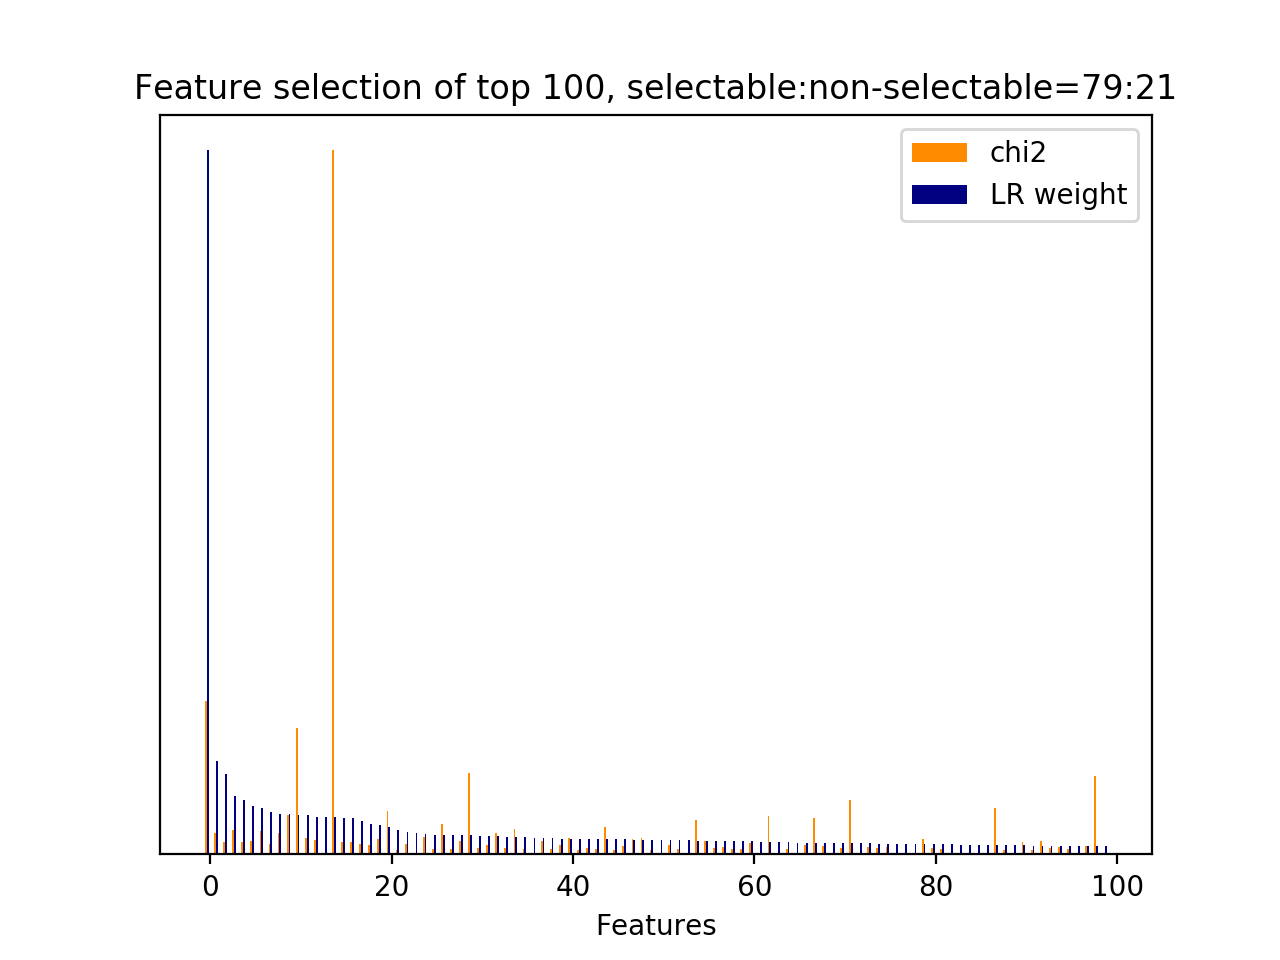 Feature selection of top 100, selectable:non-selectable=79:21
chi2
LR weight
0 20 40 60 80 100
Features